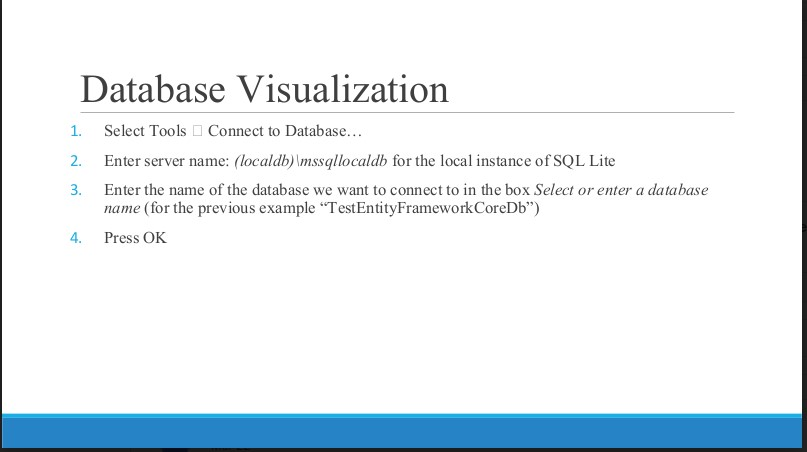 Database Visualization
1. Select Tools □ Connect to Database…
2. Enter server name: (localdb)\mssqllocaldb for the local instance of SQL Lite
3. Enter the name of the database we want to connect to in the box Select or enter a database
name (for the previous example “TestEntityFrameworkCoreDb”)
4. Press OK